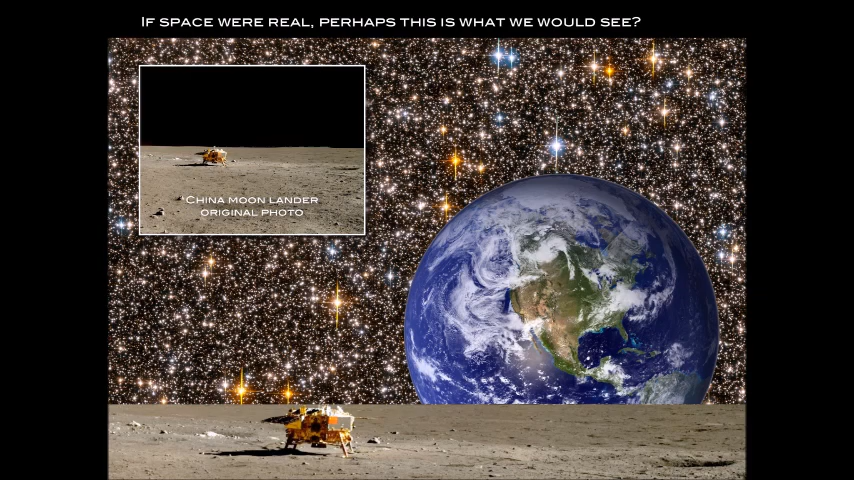 If space were real, perhaps this is what we would see?
*China moon lander
original photo